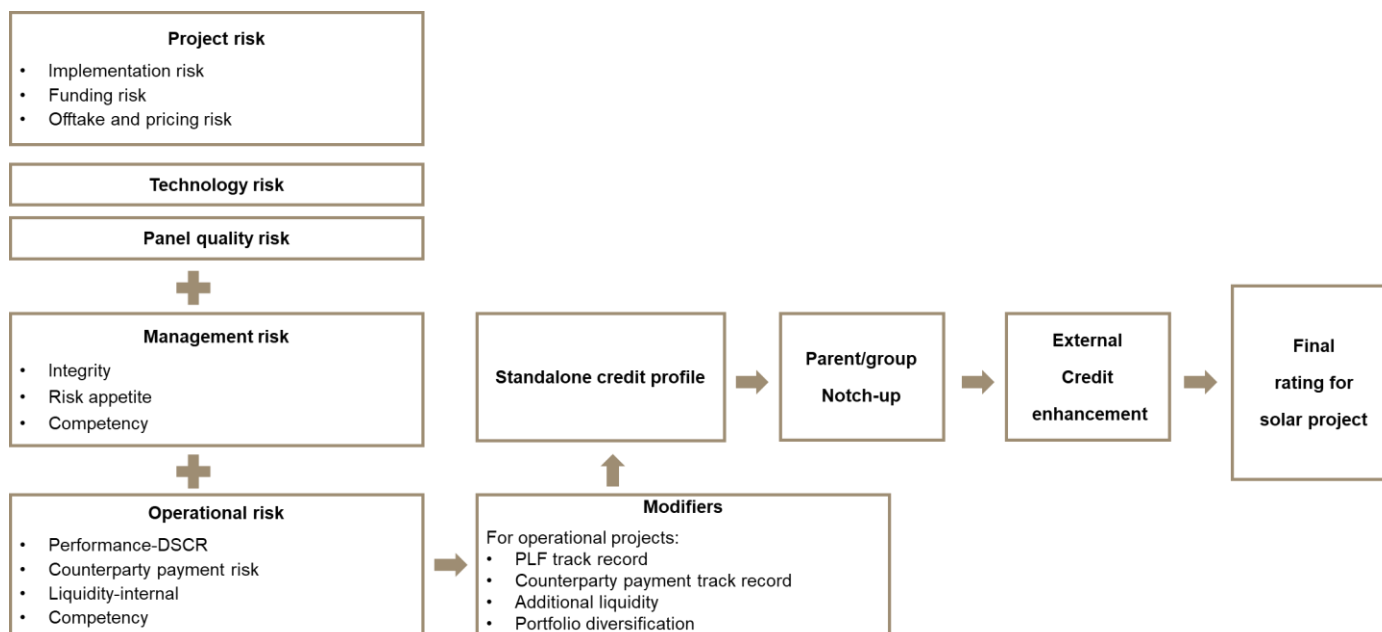 Project risk
• Implementation risk
• Funding risk
• Offtake and pricing risk
Technology risk
Panel quality risk
Management risk
• Integrity
• Risk appetite
• Competency
Operational risk
• Performance-DSCR
• Counterparty payment risk
• Liquidity-internal
• Competency
Modifiers
For operational projects:
• PLF track record
• Counterparty payment track record
• Additional liquidity
• Portfolio diversification
Standalone credit profile
Parent/group
Notch-up
External
Credit
enhancement
Final
rating for
solar project